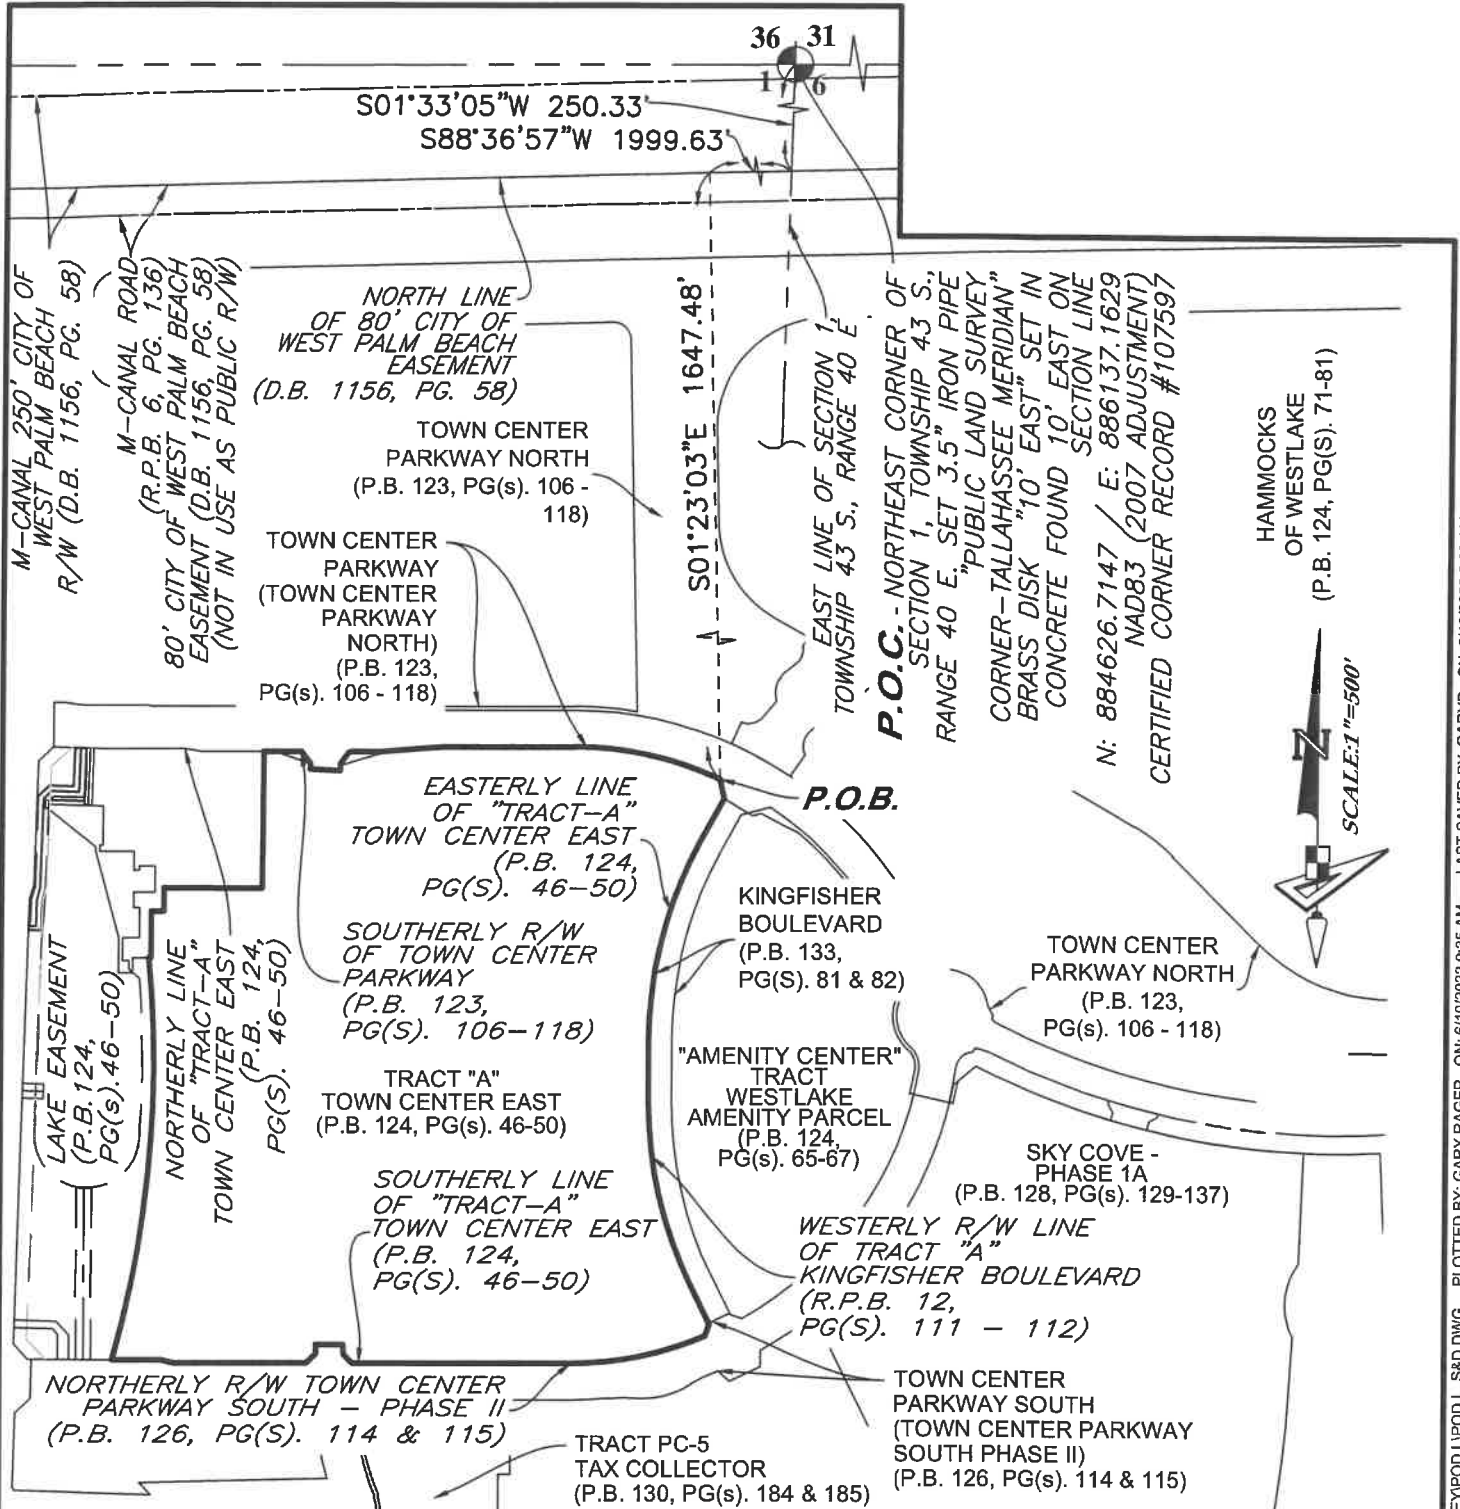 36 31
1 6
S01°33'05"W 250.33'
S88°36'57"W 1999.63'
M-CANAL 250' CITY OF
WEST PALM BEACH
R/W (D.B. 1156, PG. 58)
M-CANAL ROAD
(R.P.B. 6, PG. 136)
80' CITY OF WEST PALM BEACH
EASEMENT (D.B. 1156, PG. 58)
(NOT IN USE AS PUBLIC R/W)
NORTH LINE
OF 80' CITY OF
WEST PALM BEACH
EASEMENT
(D.B. 1156, PG. 58)
TOWN CENTER
PARKWAY NORTH
(P.B. 123, PG(s). 106 -
118)
TOWN CENTER
PARKWAY
(TOWN CENTER
PARKWAY
NORTH)
(P.B. 123,
PG(s). 106 - 118)
S01°23'03"E 1647.48'
EAST LINE OF SECTION 1,
TOWNSHIP 43 S., RANGE 40 E
P.O.C. - NORTHEAST CORNER OF
SECTION 1, TOWNSHIP 43 S.,
RANGE 40 E. SET 3.5" IRON PIPE
"PUBLIC LAND SURVEY
CORNER-TALLAHASSEE MERIDIAN"
BRASS DISK "10' EAST" SET IN
CONCRETE FOUND 10' EAST ON
SECTION LINE
N: 884626.7147 / E: 886137.1629
NAD83 (2007 ADJUSTMENT)
CERTIFIED CORNER RECORD #107597
HAMMOCKS
OF WESTLAKE
(P.B. 124, PG(S). 71-81)
N
SCALE:1"=500'
P.O.B.
EASTERLY LINE
OF "TRACT-A"
TOWN CENTER EAST
(P.B. 124,
PG(S). 46-50)
KINGFISHER
BOULEVARD
(P.B. 133,
PG(S). 81 & 82)
SOUTHERLY R/W
OF TOWN CENTER
PARKWAY
(P.B. 123,
PG(S). 106-118)
TOWN CENTER
PARKWAY NORTH
(P.B. 123,
PG(s). 106 - 118)
LAKE EASEMENT
(P.B.124,
PG(s).46-50)
NORTHERLY LINE
OF "TRACT-A"
TOWN CENTER EAST
(P.B. 124,
PG(S). 46-50)
TRACT "A"
TOWN CENTER EAST
(P.B. 124, PG(s). 46-50)
"AMENITY CENTER"
TRACT
WESTLAKE
AMENITY PARCEL
(P.B. 124,
PG(s). 65-67)
SKY COVE -
PHASE 1A
(P.B. 128, PG(s). 129-137)
SOUTHERLY LINE
OF "TRACT-A"
TOWN CENTER EAST
(P.B. 124,
PG(S). 46-50)
WESTERLY R/W LINE
OF TRACT "A"
KINGFISHER BOULEVARD
(R.P.B. 12,
PG(S). 111 - 112)
NORTHERLY R/W TOWN CENTER
PARKWAY SOUTH - PHASE II
(P.B. 126, PG(S). 114 & 115)
TOWN CENTER
PARKWAY SOUTH
(TOWN CENTER PARKWAY
SOUTH PHASE II)
(P.B. 126, PG(s). 114 & 115)
TRACT PC-5
TAX COLLECTOR
(P.B. 130, PG(s). 184 & 185)
PLOTTED BY: GARY RAGER